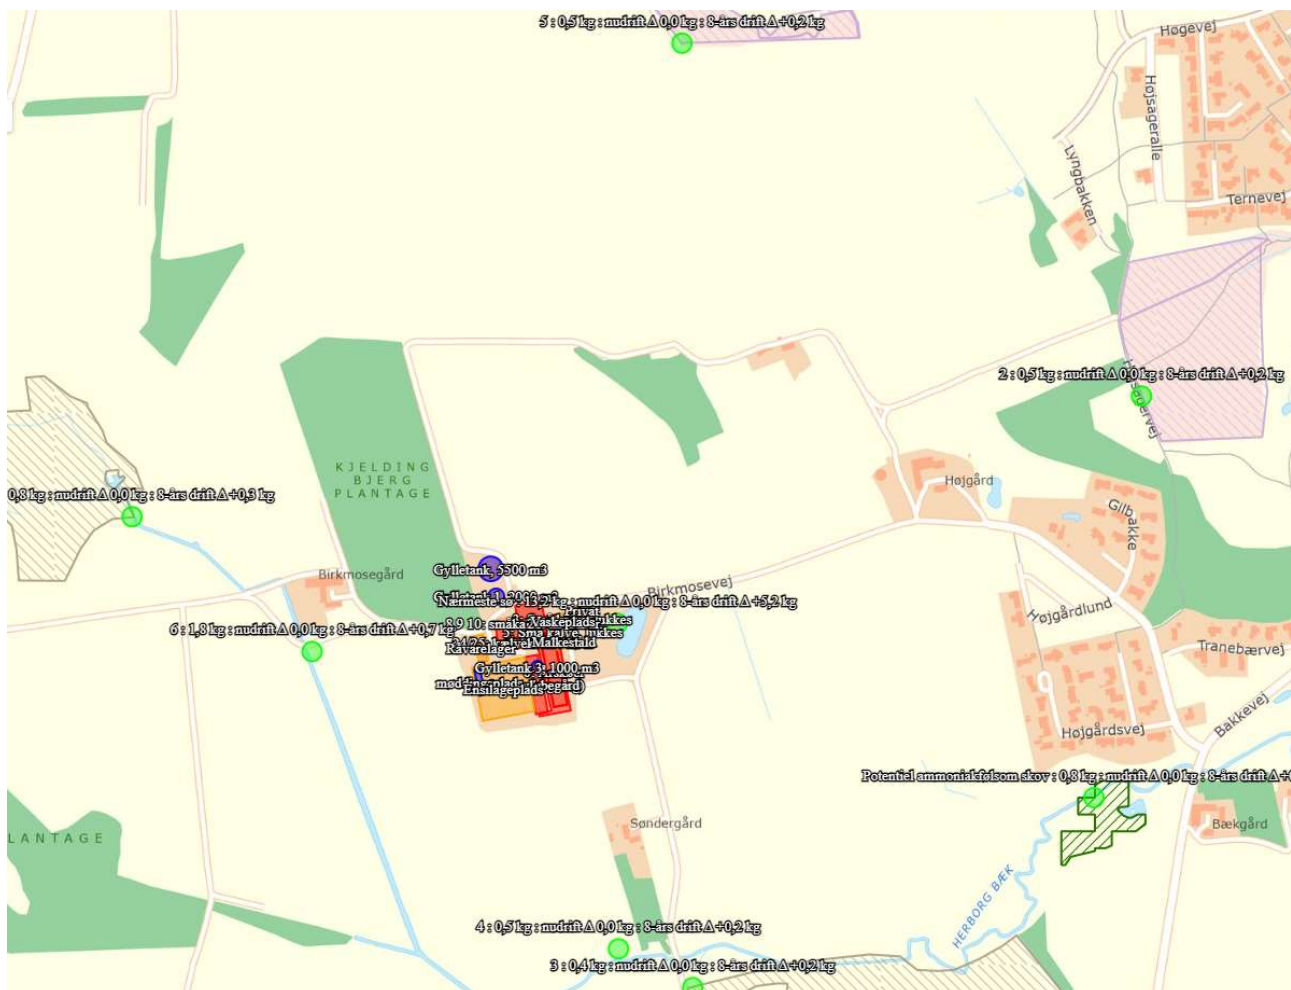 5 : 0,5 kg : nudrift Δ 0,0 kg : 8-års drift Δ +0,2 kg
Høgevej
Højsageralle
Lyngbakken
Ternevej
2 : 0,5 kg : nudrift Δ 0,0 kg : 8-års drift Δ +0,2 kg
KJELDING
BJERG
PLANTAGE
Højgård
0,8 kg : nudrift Δ 0,0 kg : 8-års drift Δ +0,3 kg
Gilbakke
Gylletank, 5500 m3
Birkmosegård
Birkmosevej
Nærmeste sø : 13,2 kg : nudrift Δ 0,0 kg : 8-års drift Δ +5,2 kg
Privat
Vaskeplads
Højgårdlund
6 : 1,8 kg : nudrift Δ 0,0 kg : 8-års drift Δ +0,7 kg
Små kalve
Malkestald
Råvarelager
Tranebærvej
Gylletank 3, 1000 m3
Ensilageplads
Bakkevej
Højgårdsvej
Potentiel ammoniakfølsom skov : 0,8 kg : nudrift Δ 0,0 kg : 8-års drift Δ +0
Søndergård
Bækgård
LANTAGE
HERBORG BÆK
4 : 0,5 kg : nudrift Δ 0,0 kg : 8-års drift Δ +0,2 kg
3 : 0,4 kg : nudrift Δ 0,0 kg : 8-års drift Δ +0,2 kg